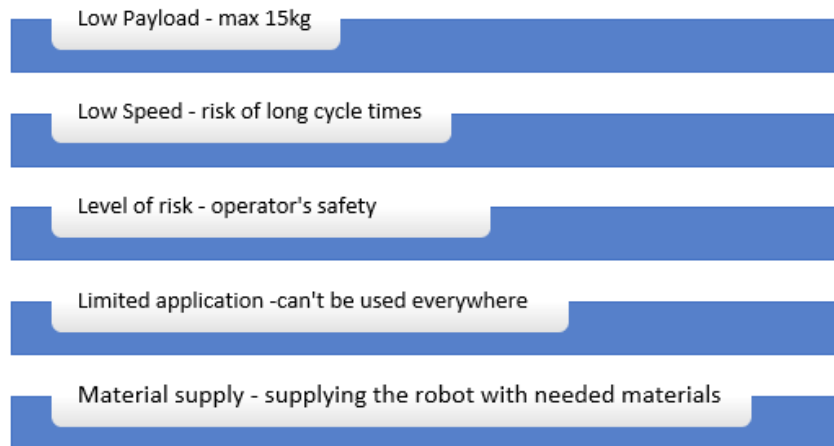 Low Payload - max 15kg
Low Speed - risk of long cycle times
Level of risk - operator's safety
Limited application -can't be used everywhere
Material supply - supplying the robot with needed materials